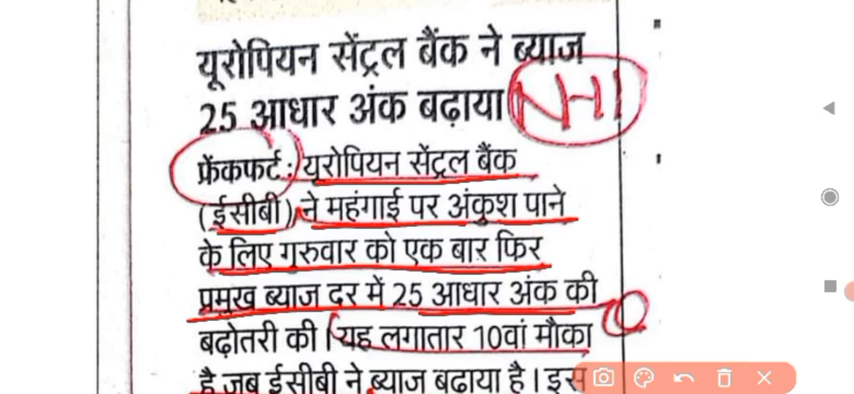 यूरोपियन सेंट्रल बैंक ने ब्याज
25 आधार अंक बढ़ाया
फ्रेंकफर्ट : यूरोपियन सेंट्रल बैंक
(ईसीबी) ने महंगाई पर अंकुश पाने
के लिए गुरुवार को एक बार फिर
प्रमुख ब्याज दर में 25 आधार अंक की
बढ़ोतरी की। यह लगातार 10वां मौका
है जब ईसीबी ने ब्याज बढाया है। इस